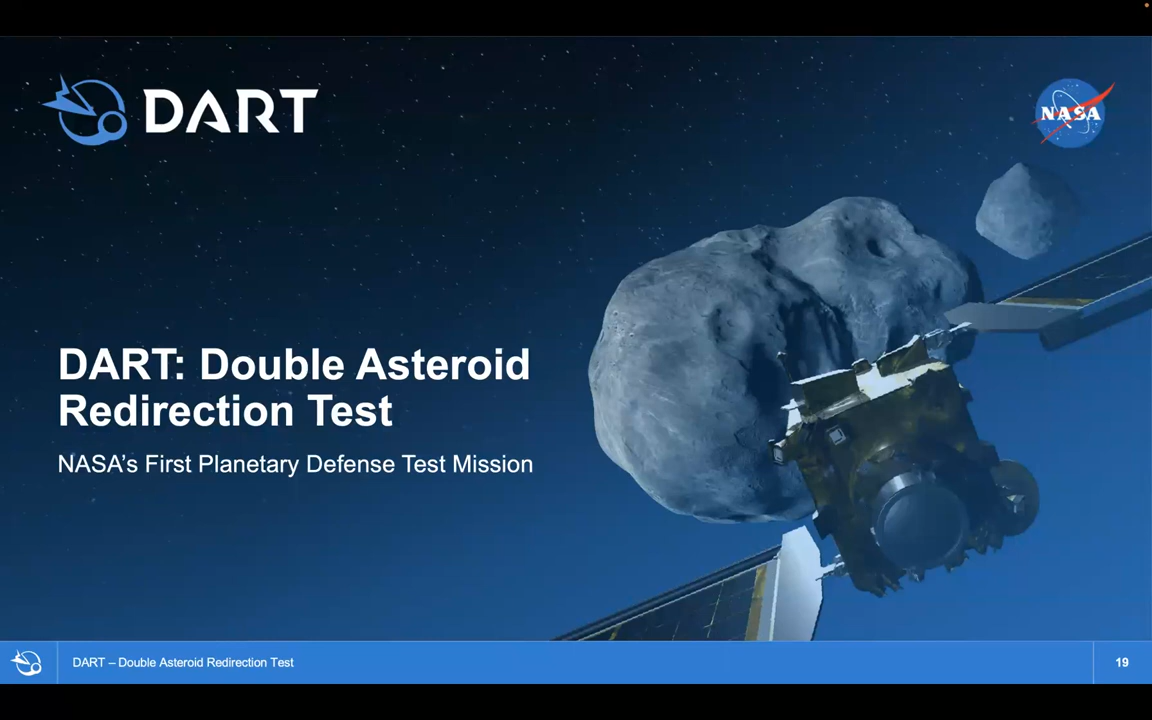 DART
NASA
DART: Double Asteroid
Redirection Test
NASA’s First Planetary Defense Test Mission
DART – Double Asteroid Redirection Test
19